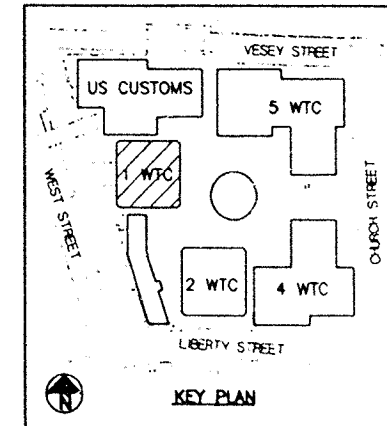 VESEY STREET
US CUSTOMS
5 WTC
1 WTC
WEST STREET
CHURCH STREET
2 WTC
4 WTC
LIBERTY STREET
N
KEY PLAN